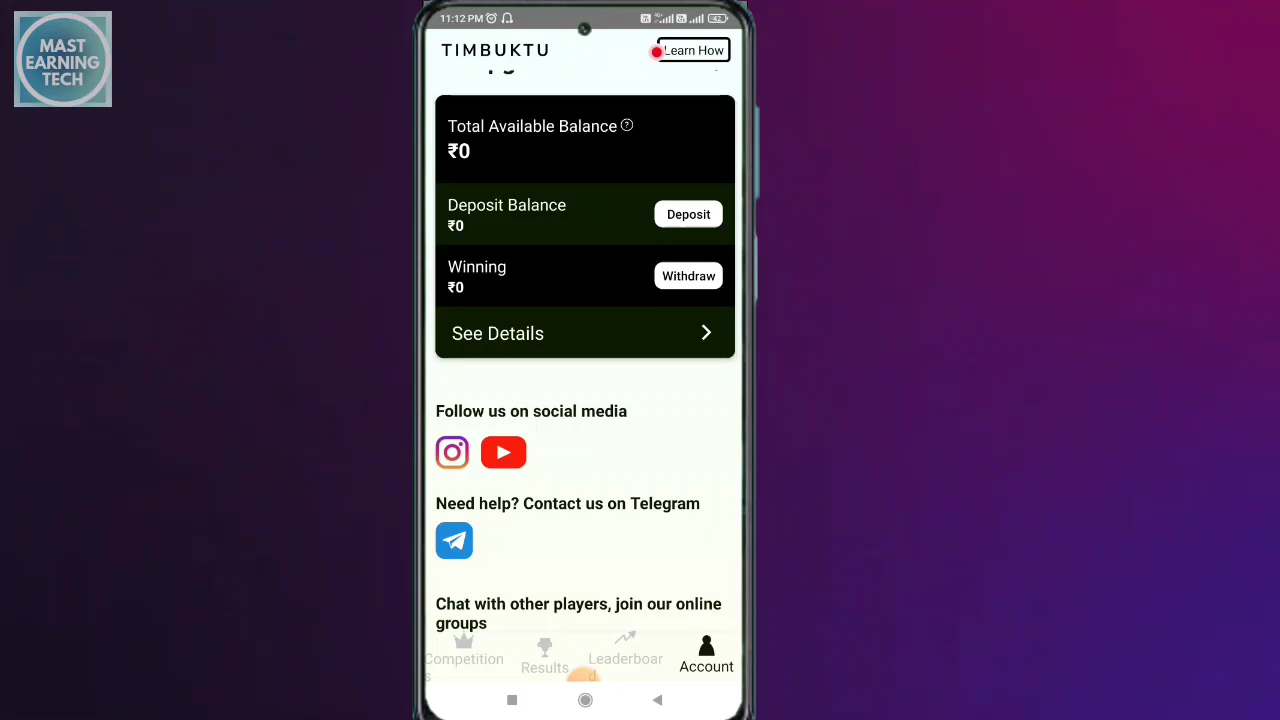 MAST
EARNING
TECH
11:12 PM
42
TIMBUKTU
Learn How
Total Available Balance ?
₹0
Deposit Balance
₹0
Deposit
Winning
₹0
Withdraw
See Details
Follow us on social media
Need help? Contact us on Telegram
Chat with other players, join our online
groups
Competition
s
Results
Leaderboar
d
Account